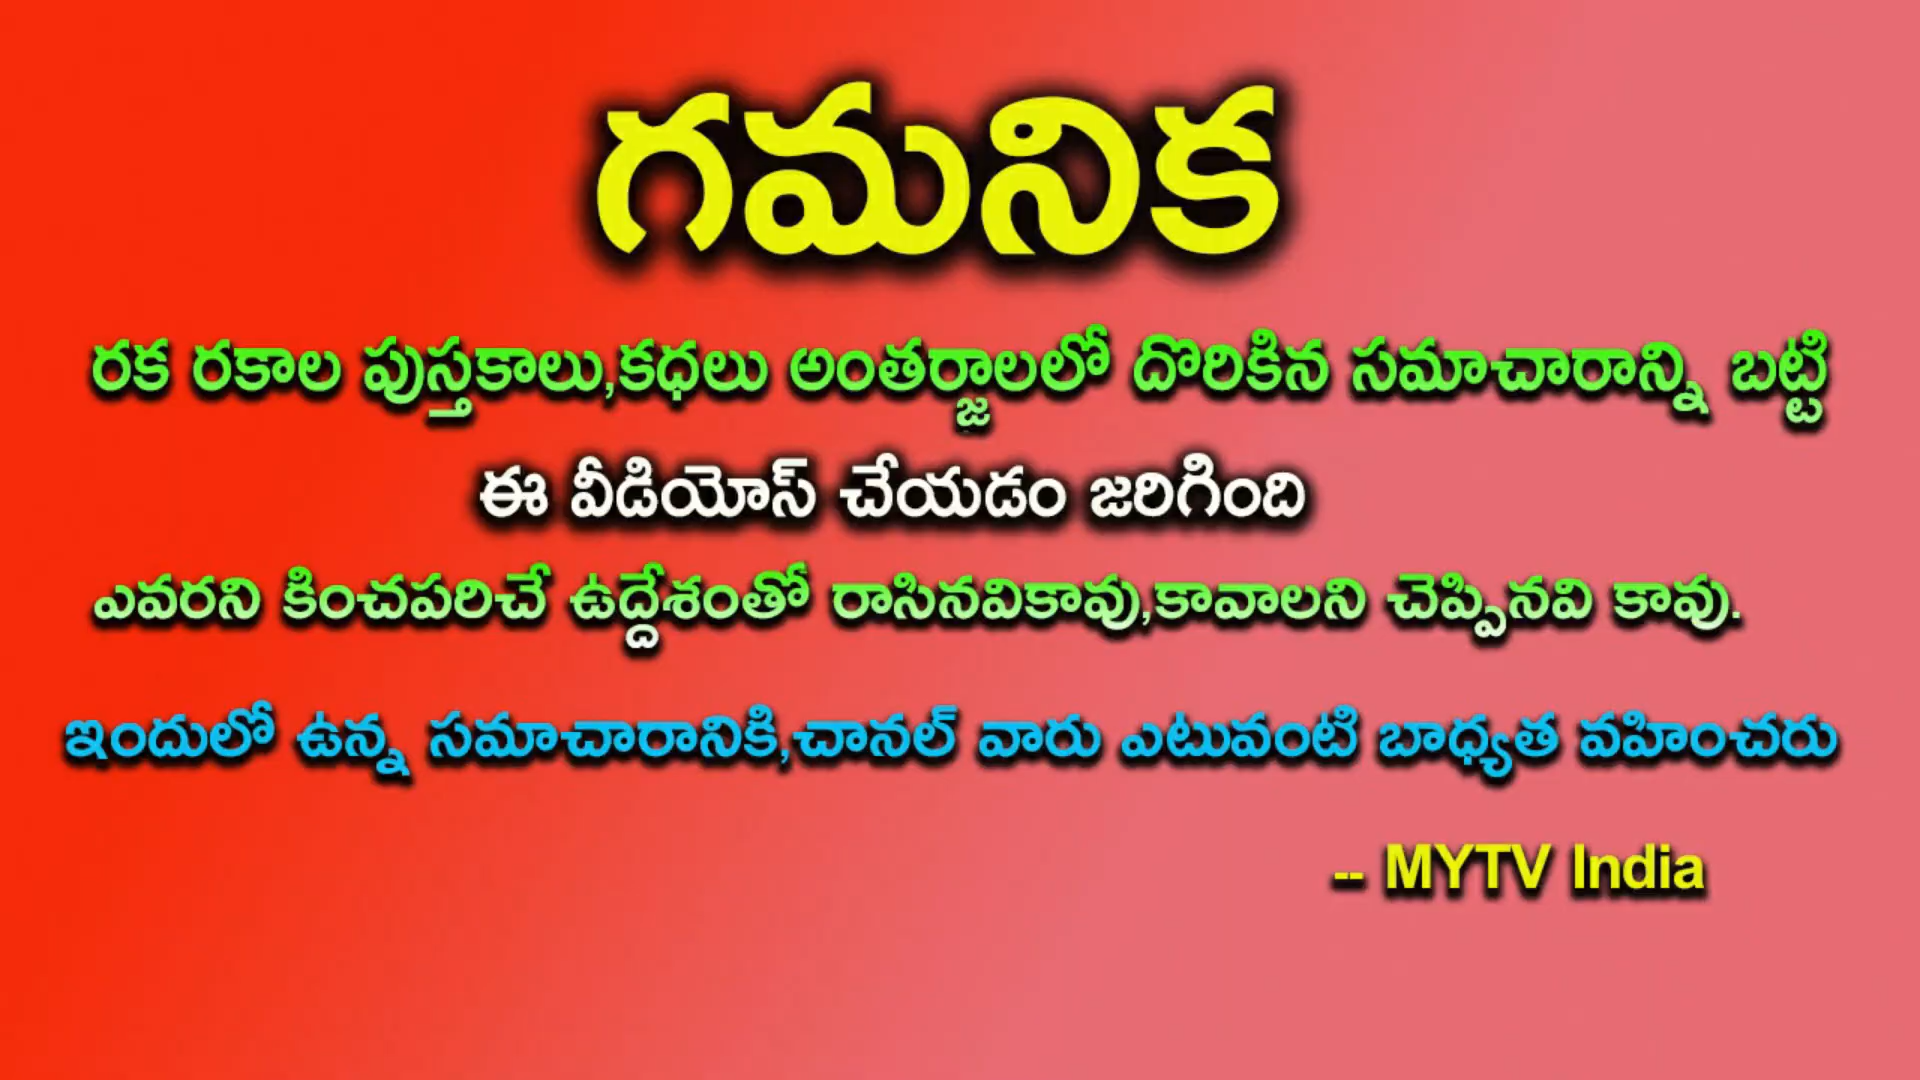 గమనిక
రక రకాల పుస్తకాలు,కధలు అంతర్జాలలో దొరికిన సమాచారాన్ని బట్టి
ఈ వీడియోస్ చేయడం జరిగింది
ఎవరని కించపరిచే ఉద్దేశంతో రాసినవికావు,కావాలని చెప్పినవి కావు.
ఇందులో ఉన్న సమాచారానికి,చానల్ వారు ఎటువంటి బాధ్యత వహించరు
-- MYTV India